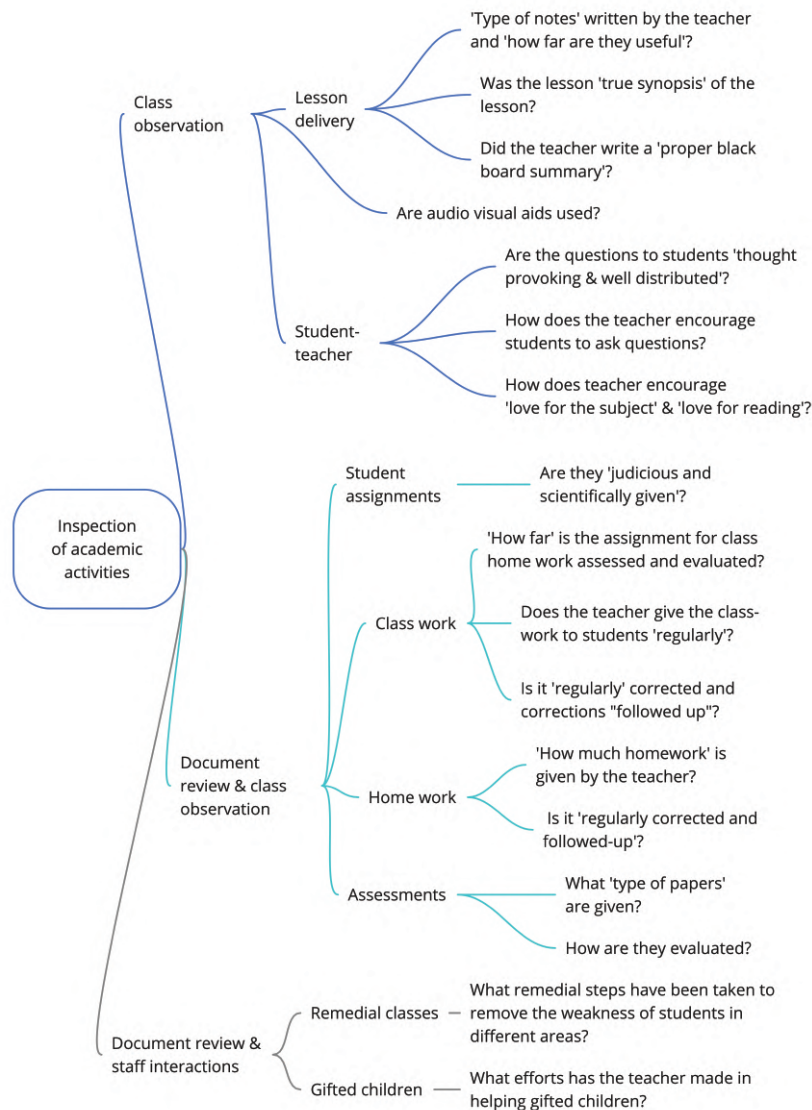 'Type of notes' written by the teacher
and 'how far are they useful'?
Class
observation
Lesson
delivery
Was the lesson 'true synopsis' of the
lesson?
Did the teacher write a 'proper black
board summary'?
Are audio visual aids used?
Student-
teacher
Are the questions to students 'thought
provoking & well distributed'?
How does the teacher encourage
students to ask questions?
How does teacher encourage
'love for the subject' & 'love for reading'?
Inspection
of academic
activities
Document
review & class
observation
Student
assignments
Are they 'judicious and
scientifically given'?
Class work
'How far' is the assignment for class
home work assessed and evaluated?
Does the teacher give the class-
work to students 'regularly'?
Is it 'regularly' corrected and
corrections "followed up"?
Home work
'How much homework' is
given by the teacher?
Is it 'regularly corrected and
followed-up'?
Assessments
What 'type of papers'
are given?
How are they evaluated?
Document review &
staff interactions
Remedial classes
What remedial steps have been taken to
remove the weakness of students in
different areas?
Gifted children
What efforts has the teacher made in
helping gifted children?